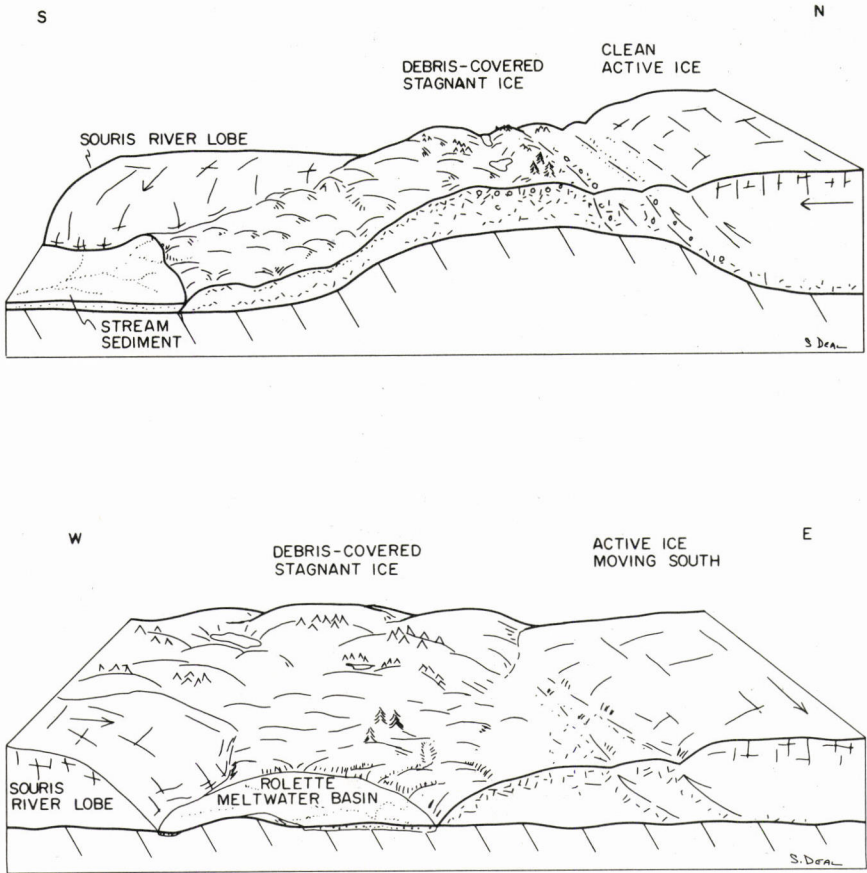 S
N
DEBRIS-COVERED
STAGNANT ICE
CLEAN
ACTIVE ICE
SOURIS RIVER LOBE
STREAM
SEDIMENT
S DEAL
W
E
DEBRIS-COVERED
STAGNANT ICE
ACTIVE ICE
MOVING SOUTH
SOURIS
RIVER LOBE
ROLETTE
MELTWATER BASIN
S. DEAL